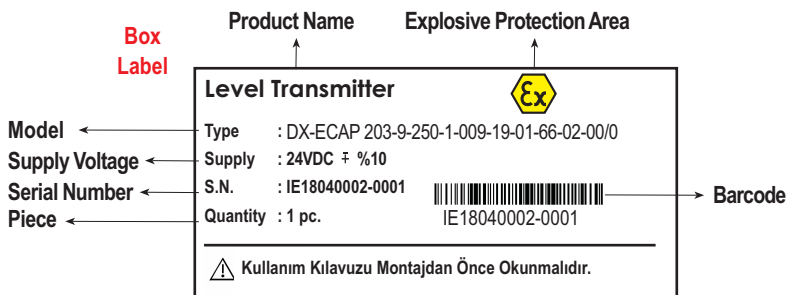 Product Name Explosive Protection Area
Box
Label
Level Transmitter
Ex
Model Type : DX-ECAP 203-9-250-1-009-19-01-66-02-00/0
Supply Voltage Supply : 24VDC ∓ %10
Serial Number S.N. : IE18040002-0001 Barcode
Piece Quantity : 1 pc. IE18040002-0001
Kullanım Kılavuzu Montajdan Önce Okunmalıdır.